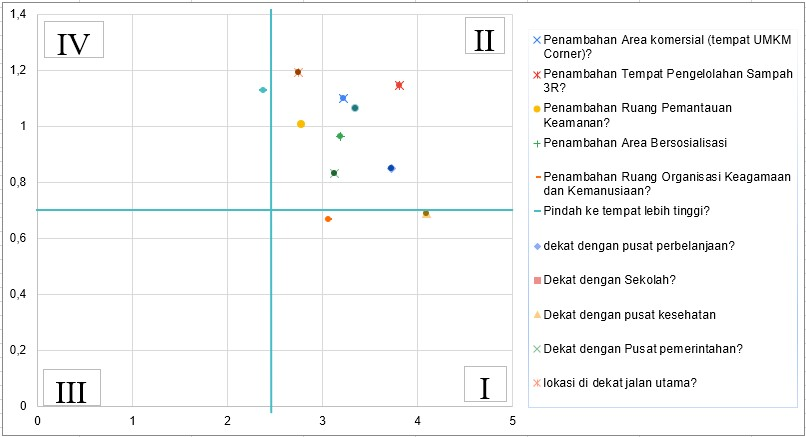 1,4
IV
II
1,2
1
0,8
0,6
0,4
0,2
III
I
0
0
1
2
3
4
5
Penambahan Area komersial (tempat UMKM
Corner)?
Penambahan Tempat Pengelolahan Sampah
3R?
Penambahan Ruang Pemantauan
Keamanan?
Penambahan Area Bersosialisasi
Penambahan Ruang Organisasi Keagamaan
dan Kemanusiaan?
Pindah ke tempat lebih tinggi?
dekat dengan pusat perbelanjaan?
Dekat dengan Sekolah?
Dekat dengan pusat kesehatan
Dekat dengan Pusat pemerintahan?
lokasi di dekat jalan utama?